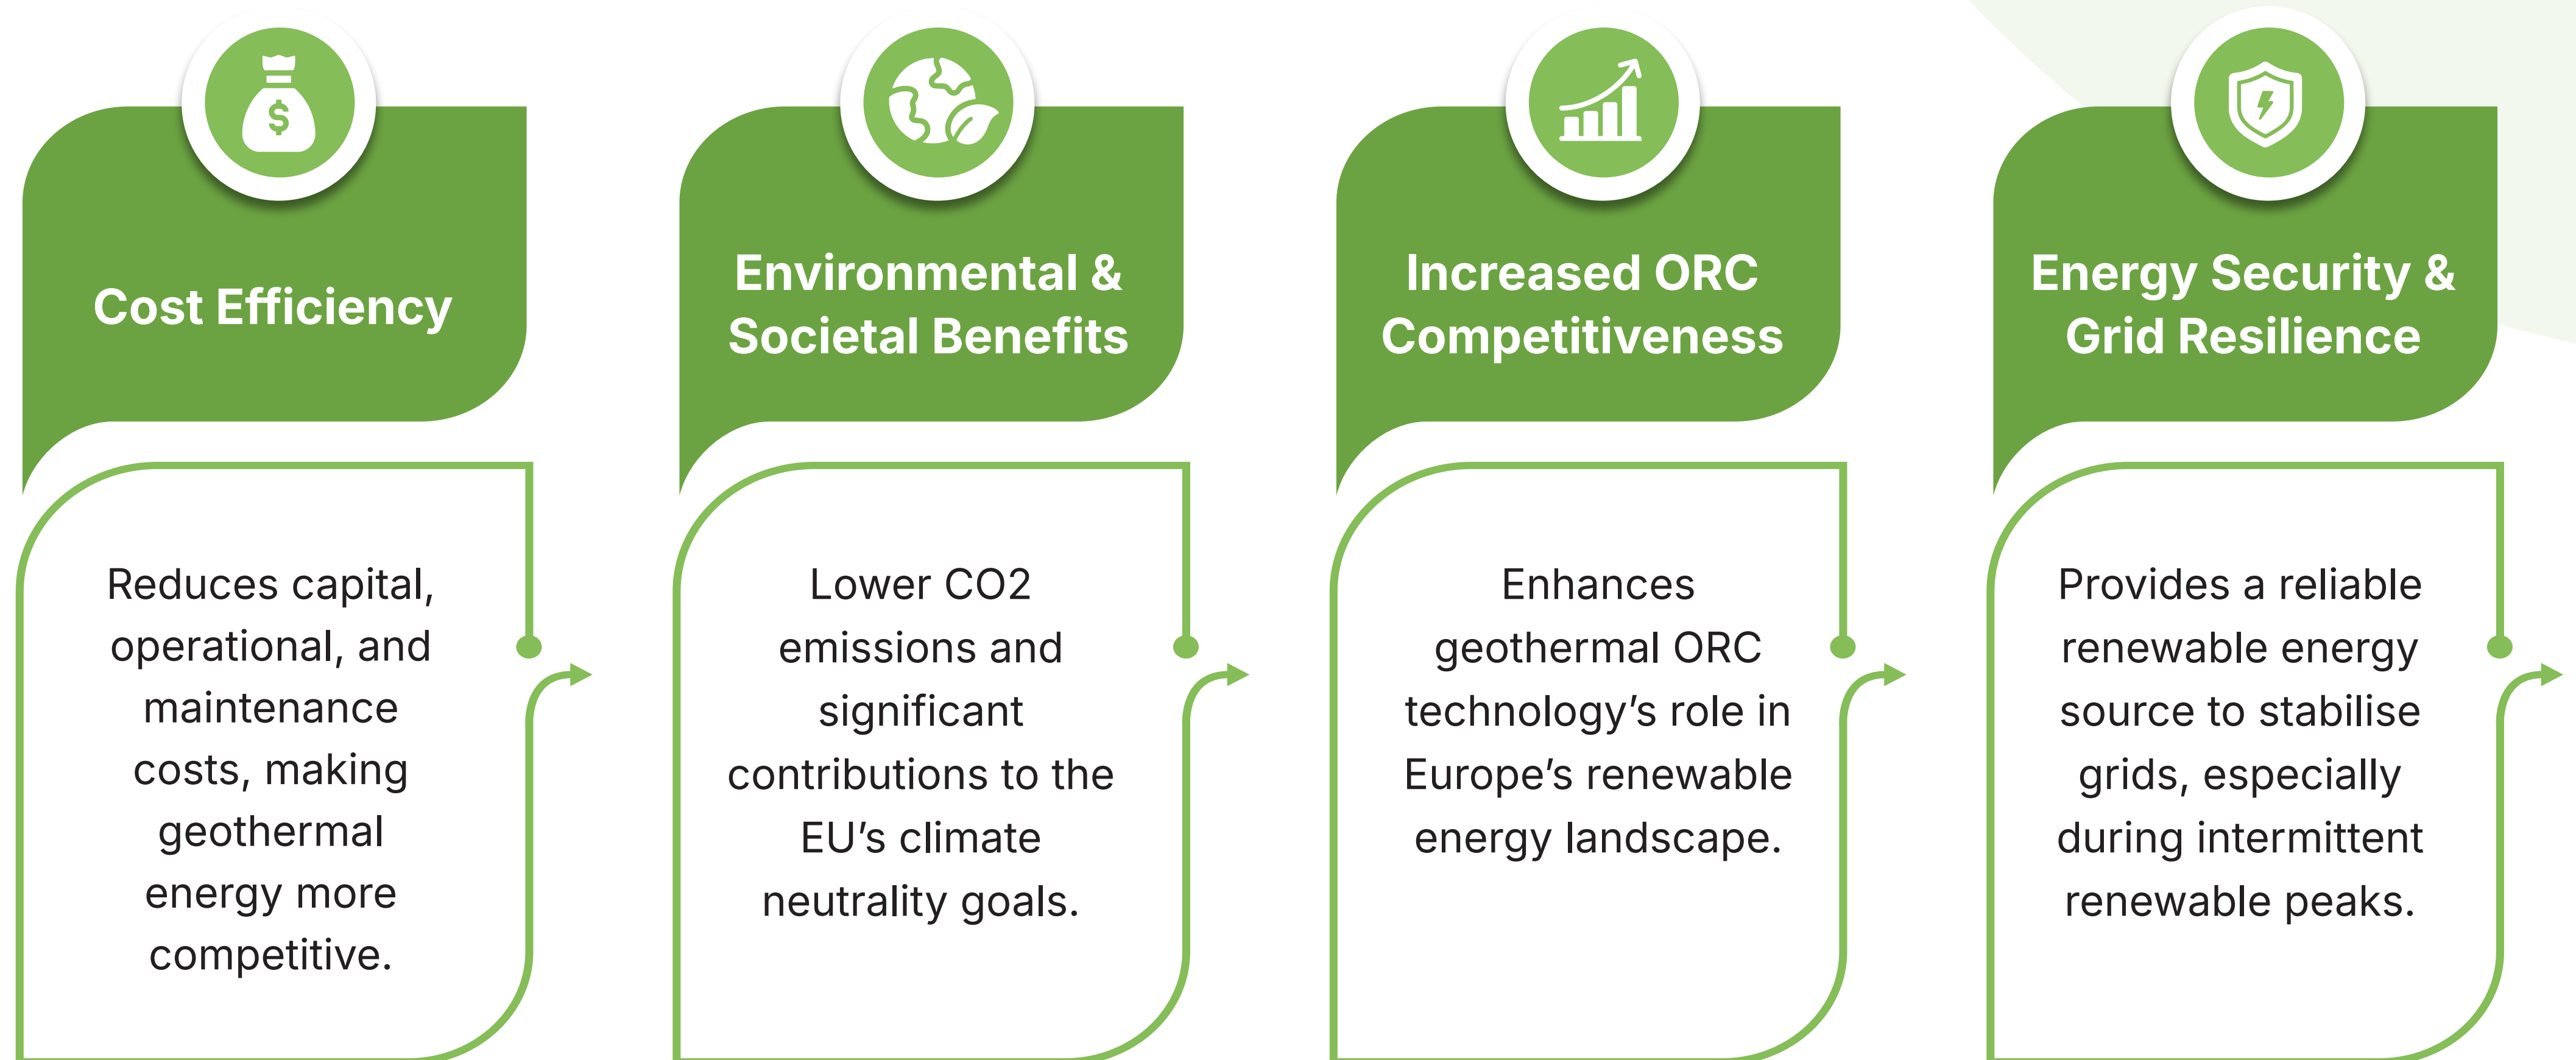 Cost Efficiency
Reduces capital,
operational, and
maintenance
costs, making
geothermal
energy more
competitive.
Environmental &
Societal Benefits
Lower CO2
emissions and
significant
contributions to the
EU’s climate
neutrality goals.
Increased ORC
Competitiveness
Enhances
geothermal ORC
technology’s role in
Europe’s renewable
energy landscape.
Energy Security &
Grid Resilience
Provides a reliable
renewable energy
source to stabilise
grids, especially
during intermittent
renewable peaks.